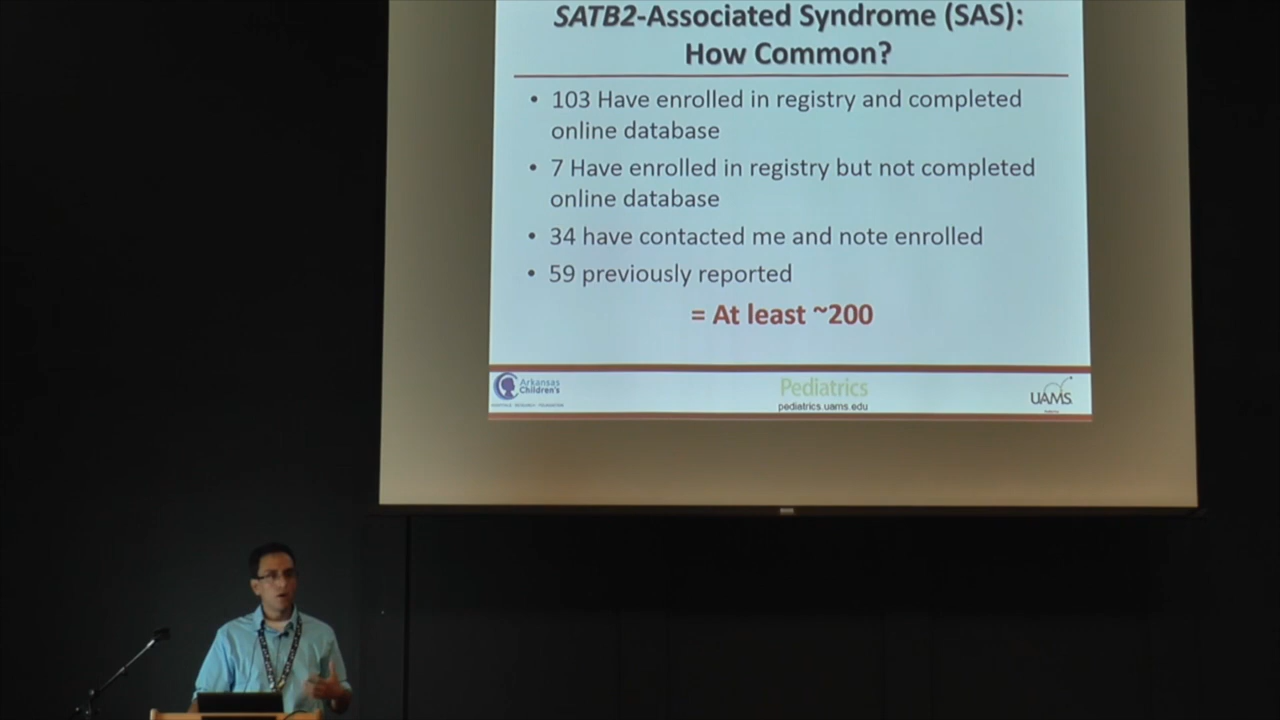 SATB2-Associated Syndrome (SAS):
How Common?
• 103 Have enrolled in registry and completed
online database
• 7 Have enrolled in registry but not completed
online database
• 34 have contacted me and note enrolled
• 59 previously reported
= At least ~200
Arkansas
Children's
Pediatrics
pediatrics.uams.edu
UAMS